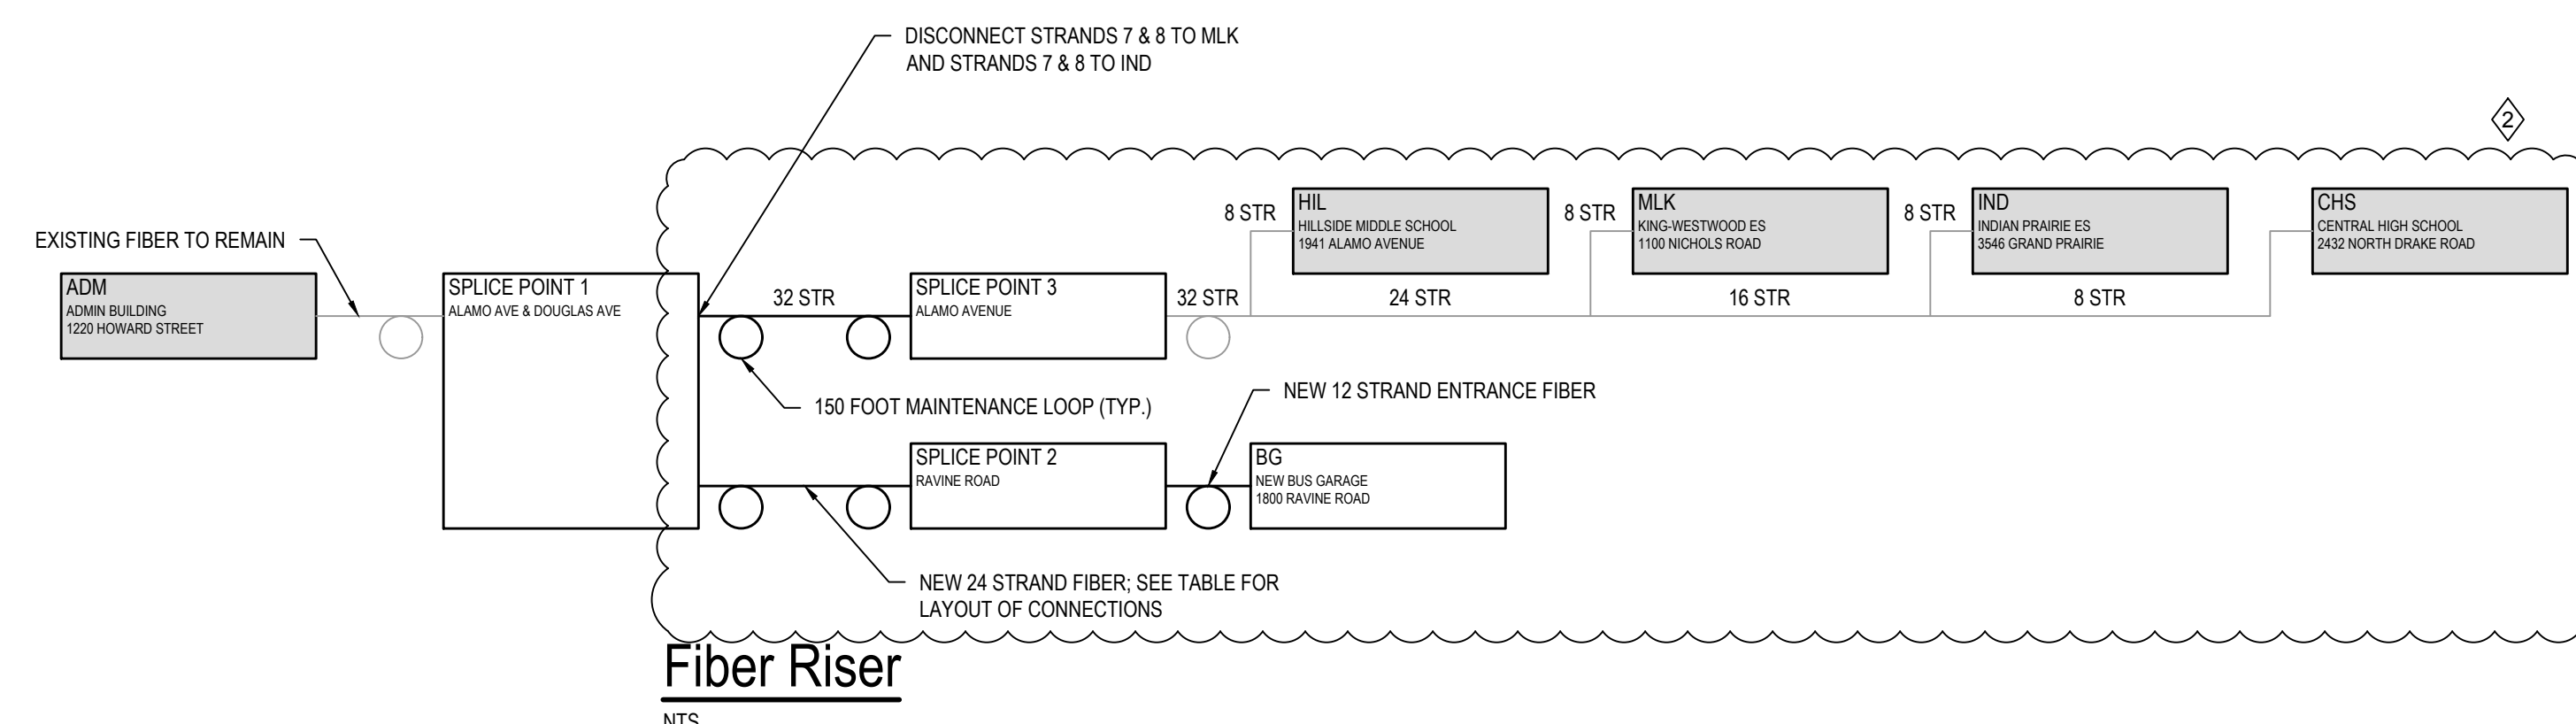 DISCONNECT STRANDS 7 & 8 TO MLK
AND STRANDS 7 & 8 TO IND
2
EXISTING FIBER TO REMAIN
ADM
ADMIN BUILDING
1220 HOWARD STREET
SPLICE POINT 1
ALAMO AVE & DOUGLAS AVE
32 STR
SPLICE POINT 3
ALAMO AVENUE
32 STR
8 STR
HIL
HILLSIDE MIDDLE SCHOOL
1941 ALAMO AVENUE
24 STR
8 STR
MLK
KING-WESTWOOD ES
1100 NICHOLS ROAD
16 STR
8 STR
IND
INDIAN PRAIRIE ES
3546 GRAND PRAIRIE
8 STR
CHS
CENTRAL HIGH SCHOOL
2432 NORTH DRAKE ROAD
150 FOOT MAINTENANCE LOOP (TYP.)
NEW 12 STRAND ENTRANCE FIBER
SPLICE POINT 2
RAVINE ROAD
BG
NEW BUS GARAGE
1800 RAVINE ROAD
NEW 24 STRAND FIBER; SEE TABLE FOR
LAYOUT OF CONNECTIONS
Fiber Riser
NTS